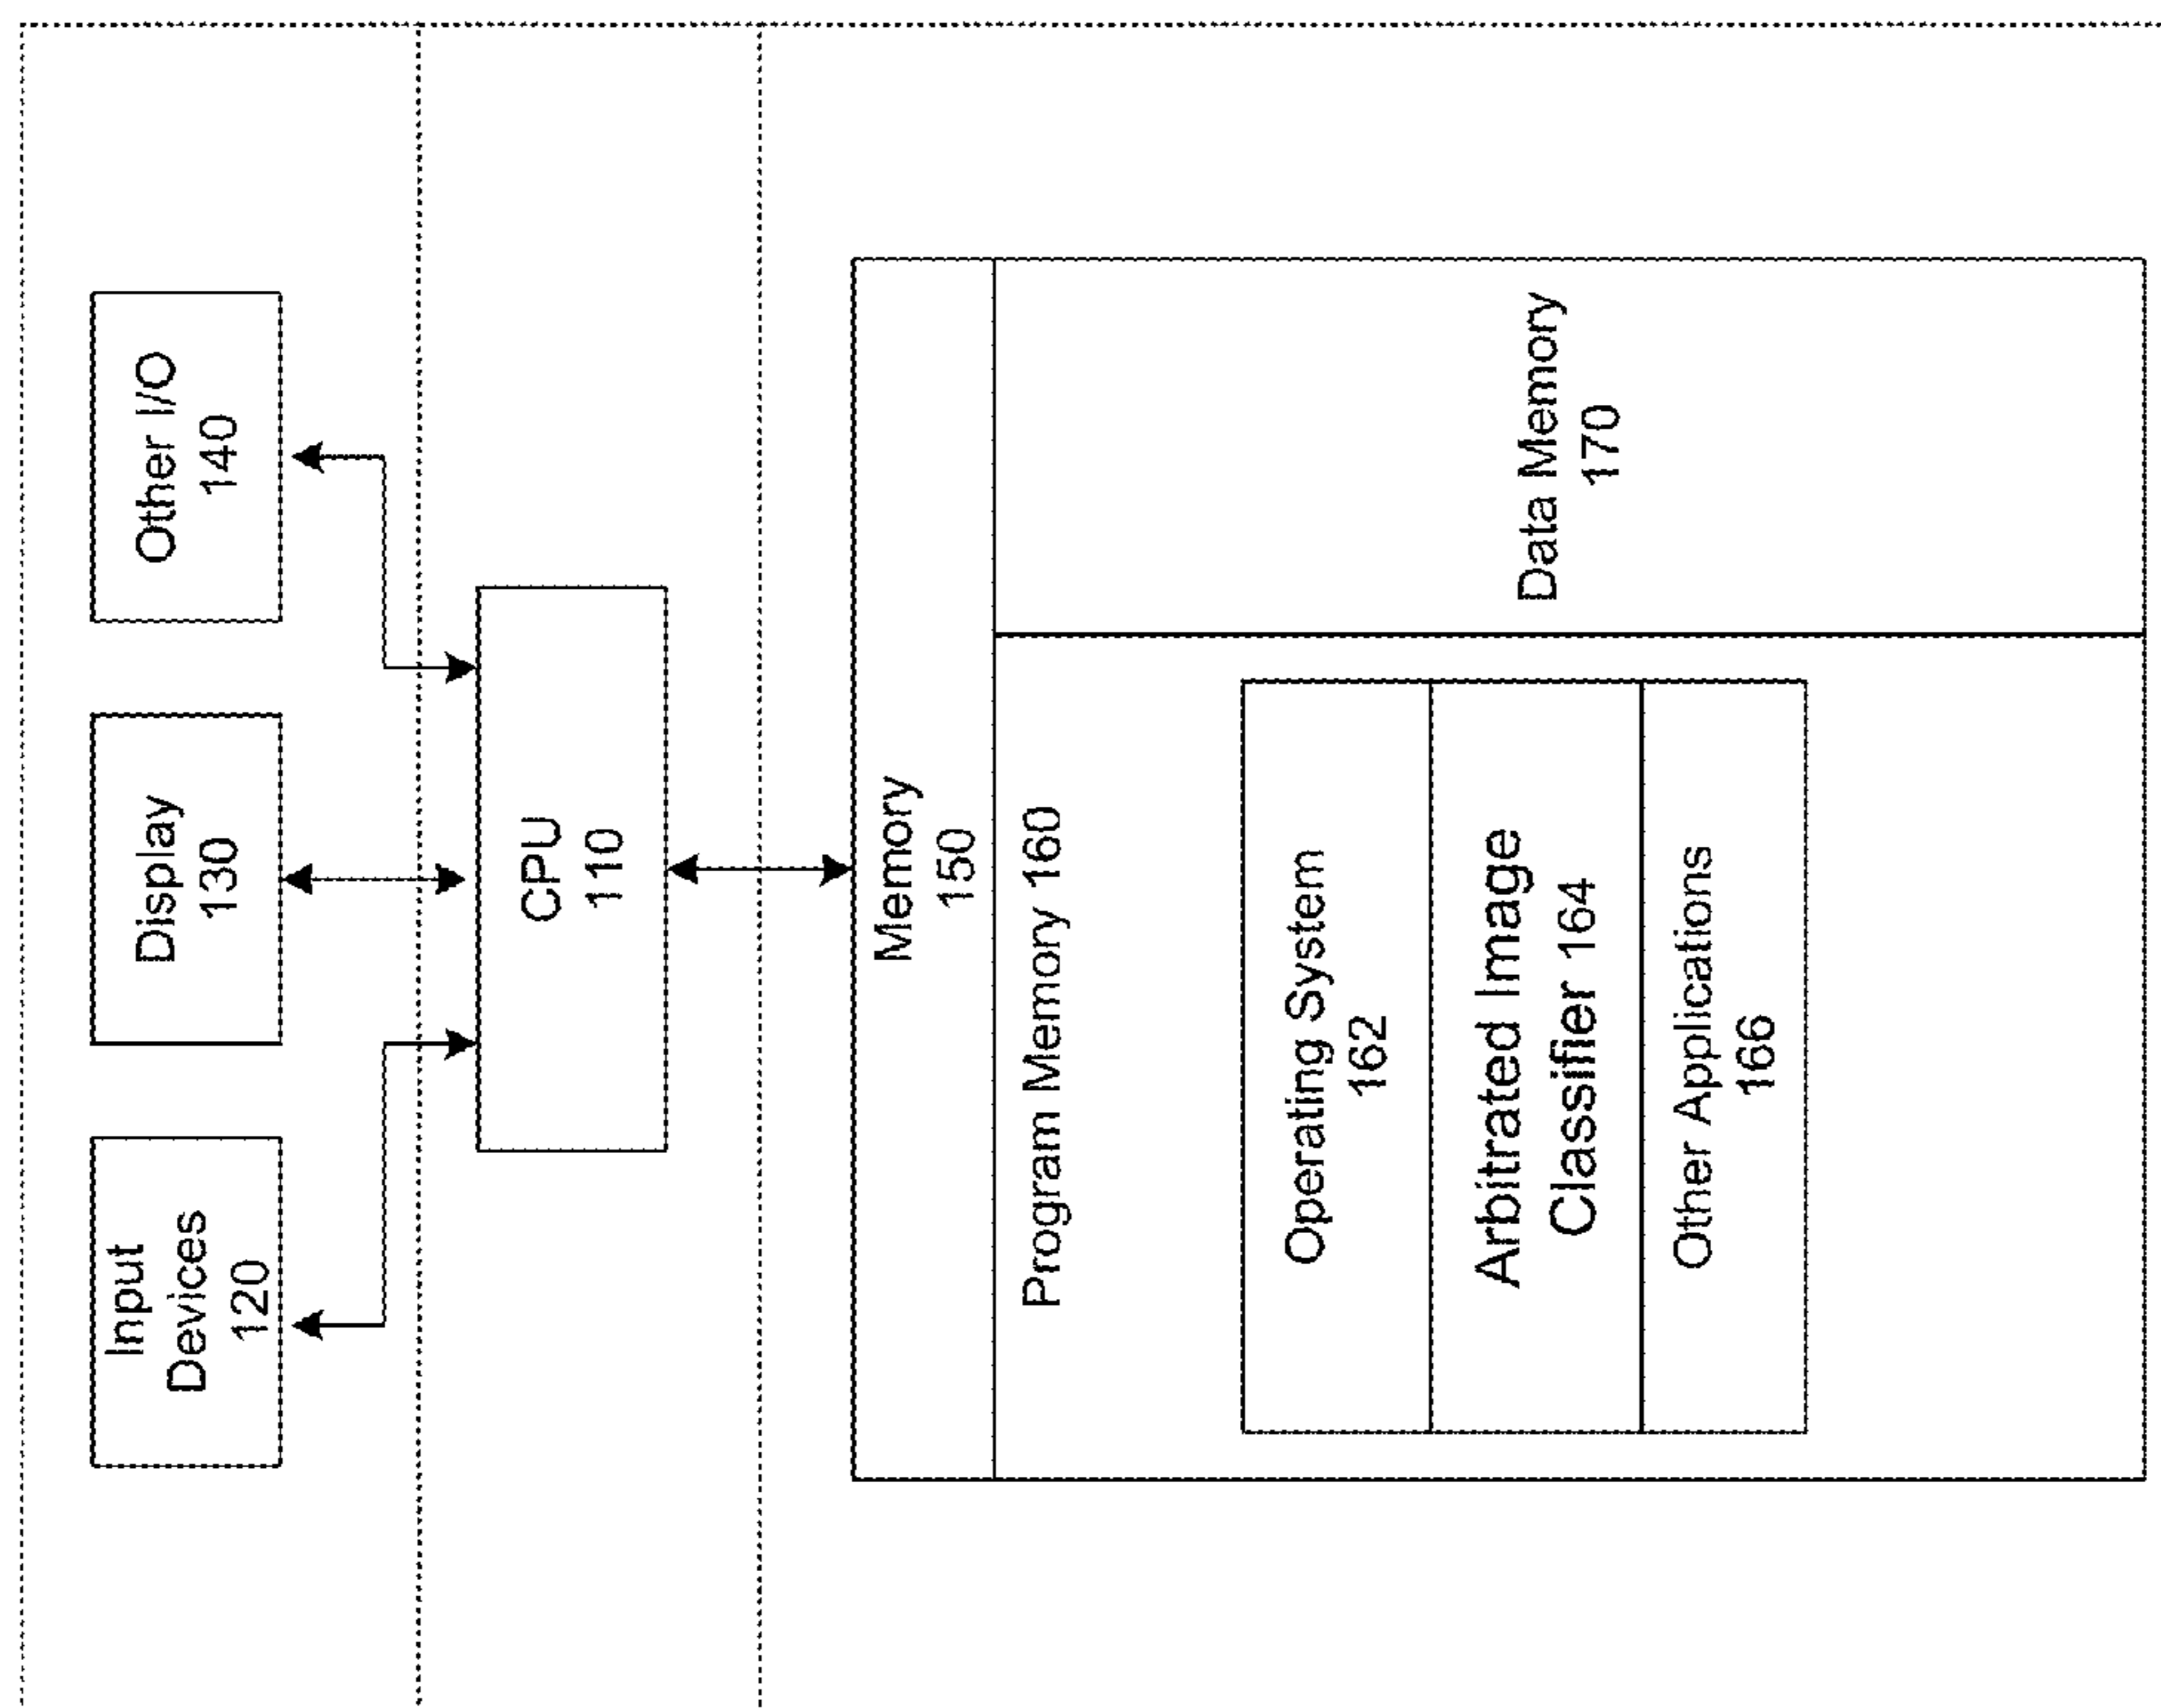 Input
Devices
120
Display
130
Other I/O
140
CPU
110
Memory
150
Program Memory 160
Operating System
162
Arbitrated Image
Classifier 164
Other Applications
166
Data Memory
170